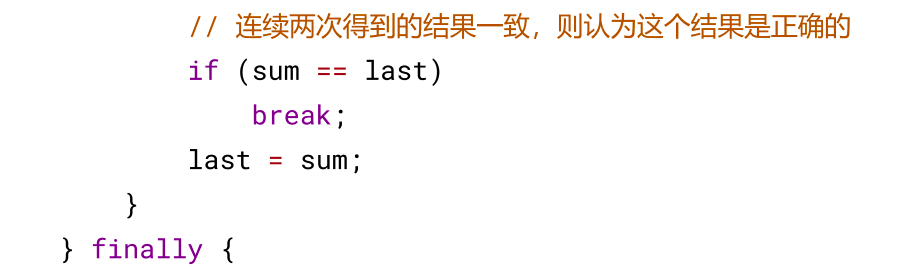 // 连续两次得到的结果一致，则认为这个结果是正确的
if (sum == last)
break;
last = sum;
}
} finally {